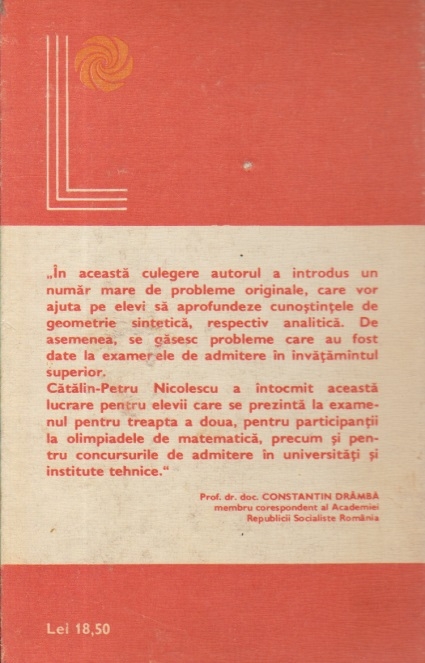 „În această culegere autorul a introdus un
număr mare de probleme originale, care vor
ajuta pe elevi să aprofundeze cunoștințele de
geometrie sintetică, respectiv analitică. De
asemenea, se găsesc probleme care au fost
date la examenele de admitere în învățămîntul
superior.
Cătălin-Petru Nicolescu a întocmit această
lucrare pentru elevii care se prezintă la exame-
nul pentru treapta a doua, pentru participanții
la olimpiadele de matematică, precum și pen-
tru concursurile de admitere în universități și
institute tehnice.“
Prof. dr. doc. CONSTANTIN DRÂMBĂ
membru corespondent al Academiei
Republicii Socialiste România
Lei 18,50